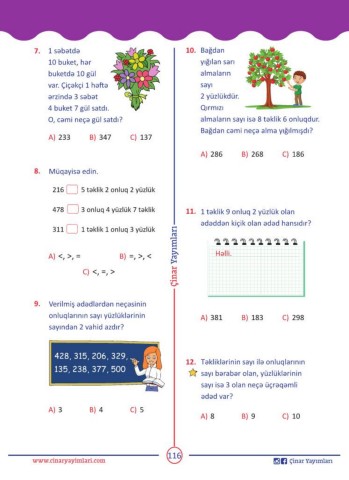 7. 1 səbətdə
10 buket, hər
buketdə 10 gül
var. Çiçəkçi 1 həftə
ərzində 3 səbət
4 buket 7 gül satdı.
O, cəmi neçə gül satdı?
A) 233 B) 347 C) 137
8. Müqayisə edin.
216 5 təklik 2 onluq 2 yüzlük
478 3 onluq 4 yüzlük 7 təklik
311 1 təklik 1 onluq 3 yüzlük
A) <, >, = B) =, >, <
C) <, =, >
9. Verilmiş ədədlərdən neçəsinin
onluqlarının sayı yüzlüklərinin
sayından 2 vahid azdır?
428, 315, 206, 329,
135, 238, 377, 500
A) 3 B) 4 C) 5
Çinar Yayımları
10. Bağdan
yığılan sarı
almaların
sayı
2 yüzlükdür.
Qırmızı
almaların sayı isə 8 təklik 6 onluqdur.
Bağdan cəmi neçə alma yığılmışdı?
A) 286 B) 268 C) 186
11. 1 təklik 9 onluq 2 yüzlük olan
ədəddən kiçik olan ədəd hansıdır?
Həlli.
A) 381 B) 183 C) 298
12. Təkliklərinin sayı ilə onluqlarının
sayı bərabər olan, yüzlüklərinin
sayı isə 3 olan neçə üçrəqəmli
ədəd var?
A) 8 B) 9 C) 10
www.cinaryayimlari.com
116
Çinar Yayımları